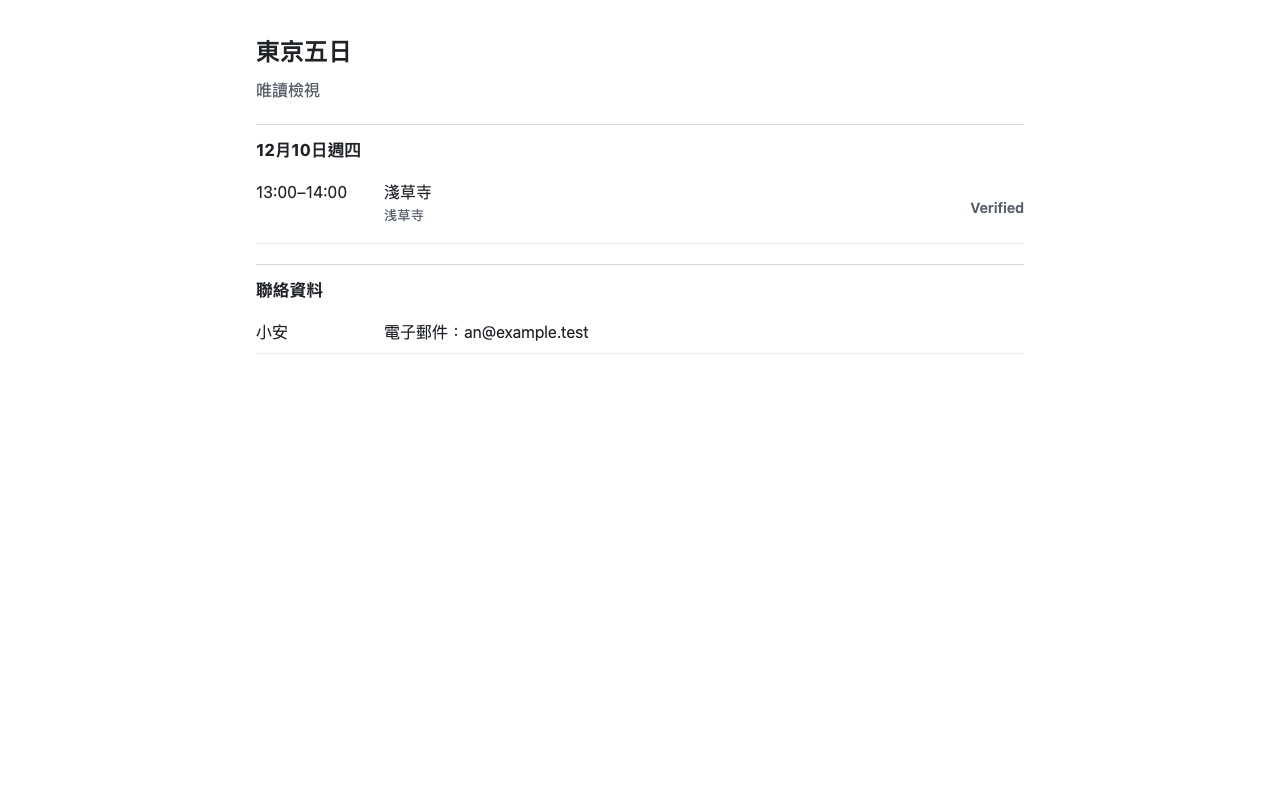 東京五日
唯讀檢視
12月10日週四
13:00–14:00 淺草寺
浅草寺
Verified
聯絡資料
小安 電子郵件：an@example.test